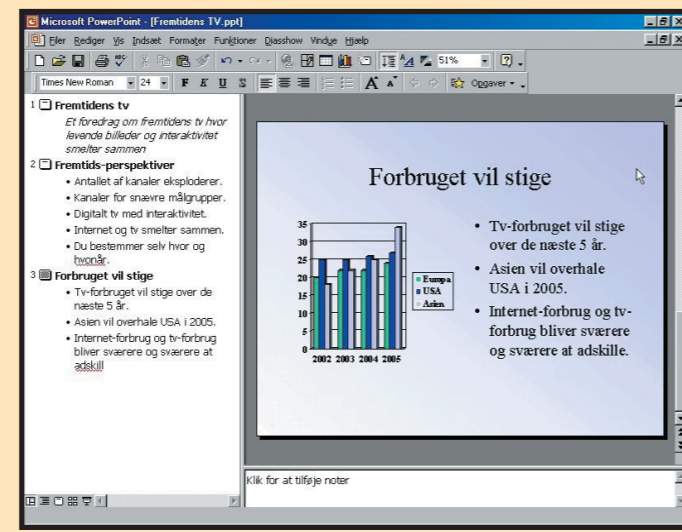 Microsoft PowerPoint - [Fremtidens TV.ppt]
Filer Rediger Vis Indsæt Formater Funktioner Diasshow Vindue Hjælp
51%
Times New Roman 24 F K U S Opgaver
1 Fremtidens tv
Et foredrag om fremtidens tv hvor
levende billeder og interaktivitet
smelter sammen
2 Fremtids-perspektiver
• Antallet af kanaler eksploderer.
• Kanaler for snævre målgrupper.
• Digitalt tv med interaktivitet.
• Internet og tv smelter sammen.
• Du bestemmer selv hvor og
hvonår.
3 Forbruget vil stige
• Tv-forbruget vil stige over de
næste 5 år.
• Asien vil overhale USA i 2005.
• Internet-forbrug og tv-forbrug
bliver sværere og sværere at
adskill
Forbruget vil stige
35
30
25
20
15
10
5
0
2002 2003 2004 2005
Europa
USA
Asien
• Tv-forbruget vil stige
over de næste 5 år.
• Asien vil overhale
USA i 2005.
• Internet-forbrug og tv-
forbrug bliver sværere
og sværere at adskille.
Klik for at tilføje noter